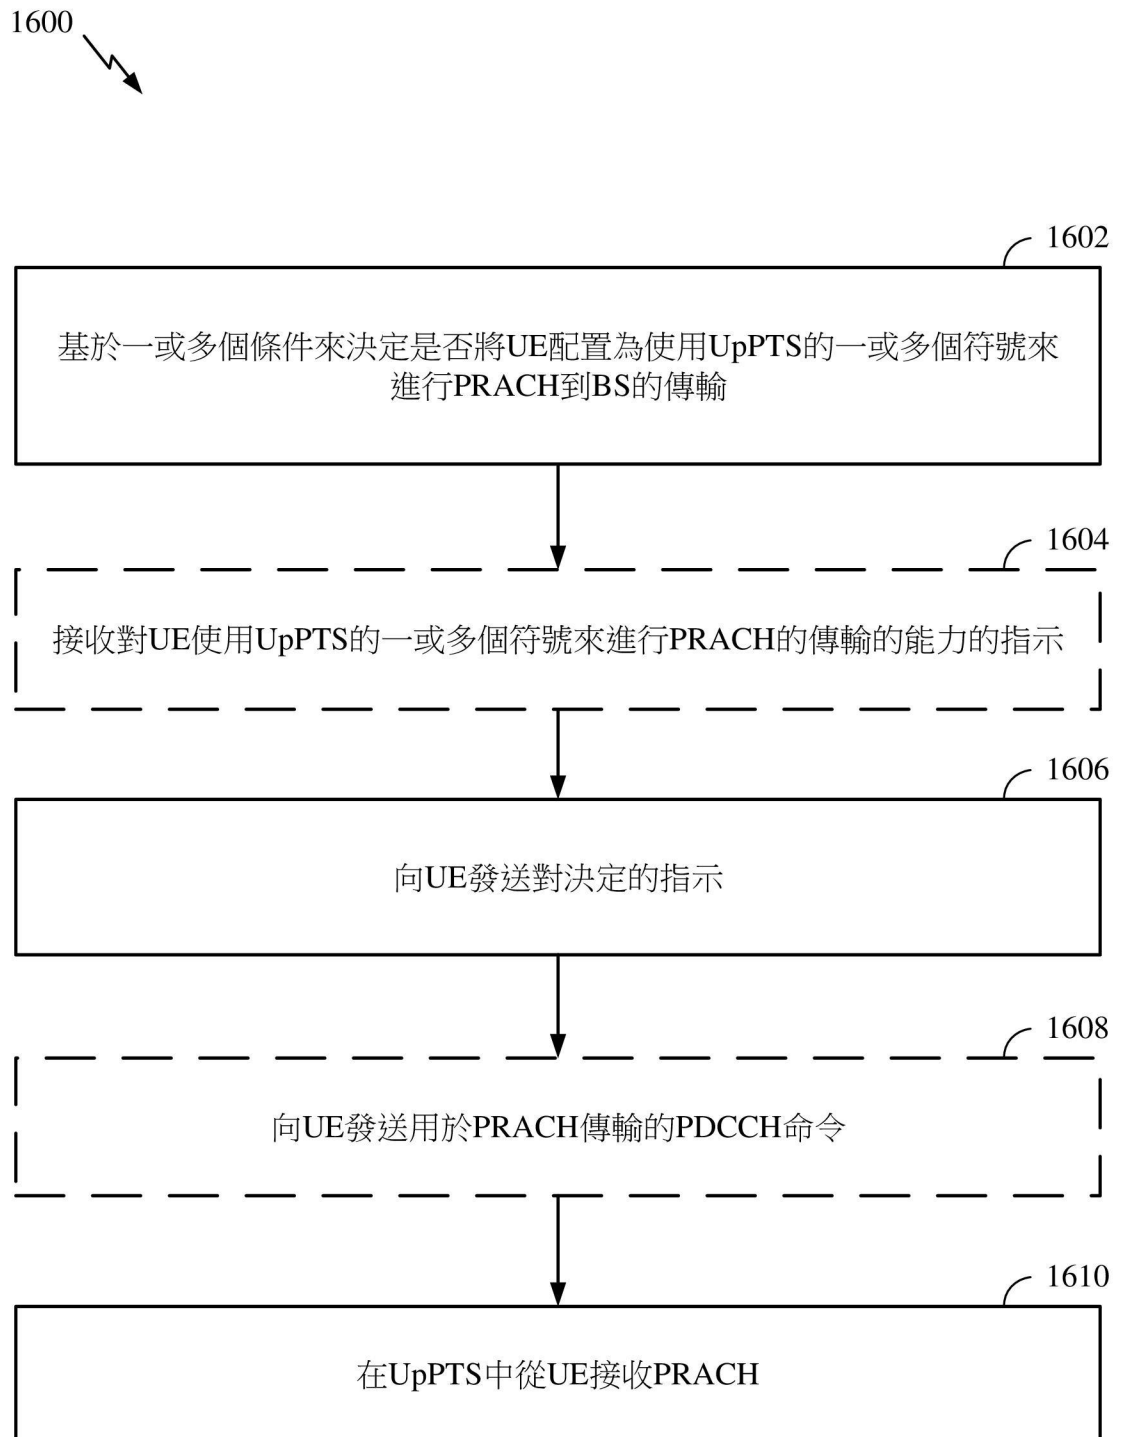 1600
1602
基於一或多個條件來決定是否將UE配置為使用UpPTS的一或多個符號來
進行PRACH到BS的傳輸
1604
接收對UE使用UpPTS的一或多個符號來進行PRACH的傳輸的能力的指示
1606
向UE發送對決定的指示
1608
向UE發送用於PRACH傳輸的PDCCH命令
1610
在UpPTS中從UE接收PRACH